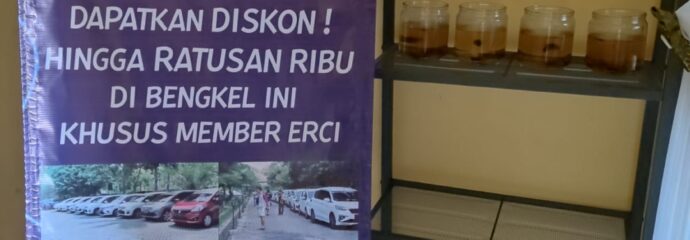 DAPATKAN DISKON !
HINGGA RATUSAN RIBU
DI BENGKEL INI
KHUSUS MEMBER ERCI